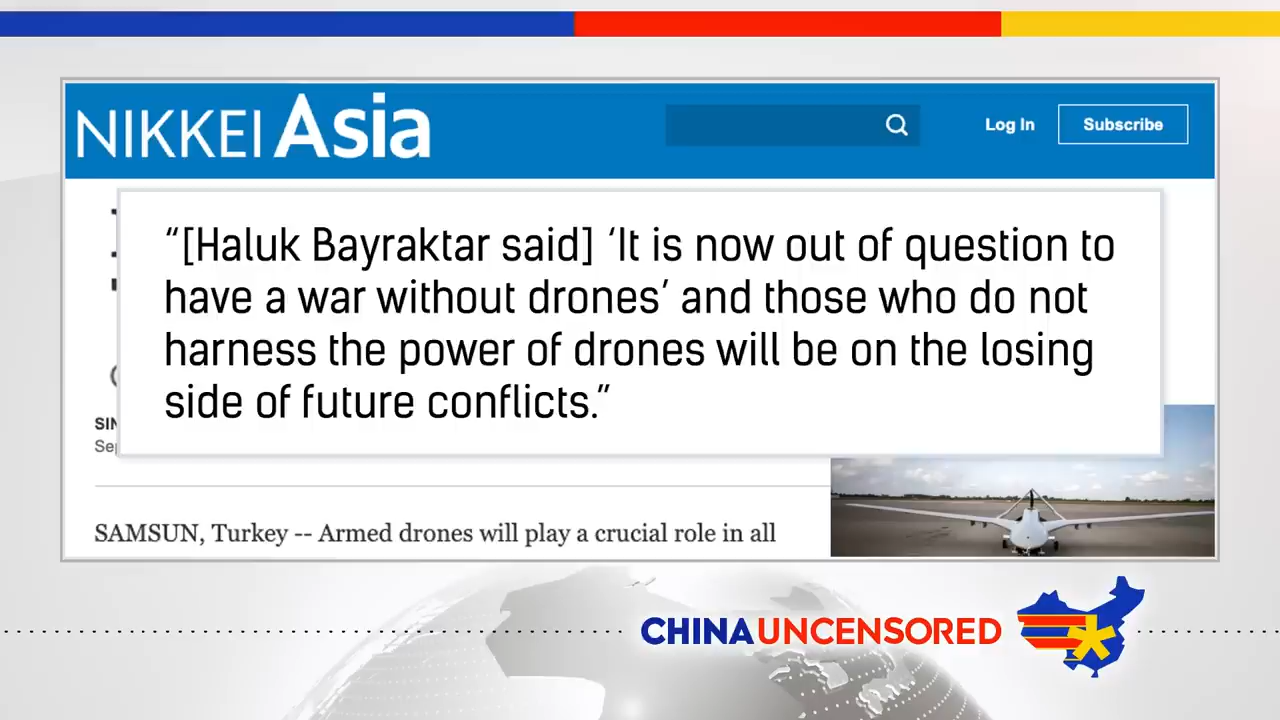 NIKKEI Asia
Log In
Subscribe
“[Haluk Bayraktar said] ‘It is now out of question to
have a war without drones’ and those who do not
harness the power of drones will be on the losing
side of future conflicts.”
SAMSUN, Turkey -- Armed drones will play a crucial role in all
CHINA UNCENSORED